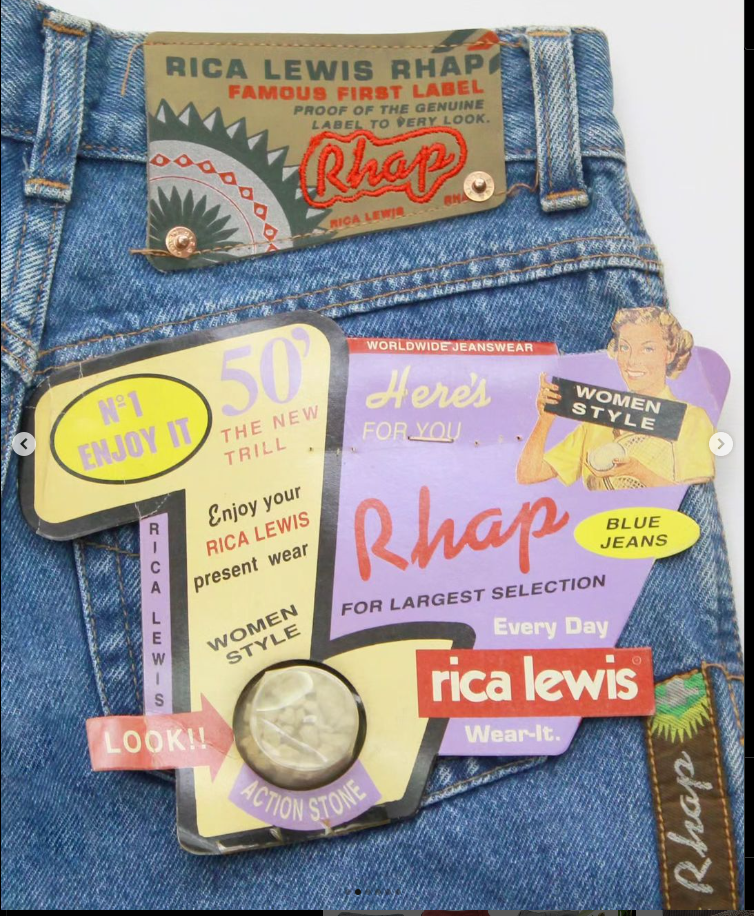 RICA LEWIS RHAP
FAMOUS FIRST LABEL
PROOF OF THE GENUINE
LABEL TO VERY LOOK.
Rhap
RICA LEWIS
50'
Nº1
ENJOY IT
THE NEW
TRILL
WORLDWIDE JEANSWEAR
Here's
FOR YOU
WOMEN
STYLE
Enjoy your
RICA LEWIS
present wear
Rhap
BLUE
JEANS
FOR LARGEST SELECTION
RICA LEWIS
WOMEN
STYLE
Every Day
rica lewis
Wear-It.
LOOK!!
ACTION STONE
Rhap